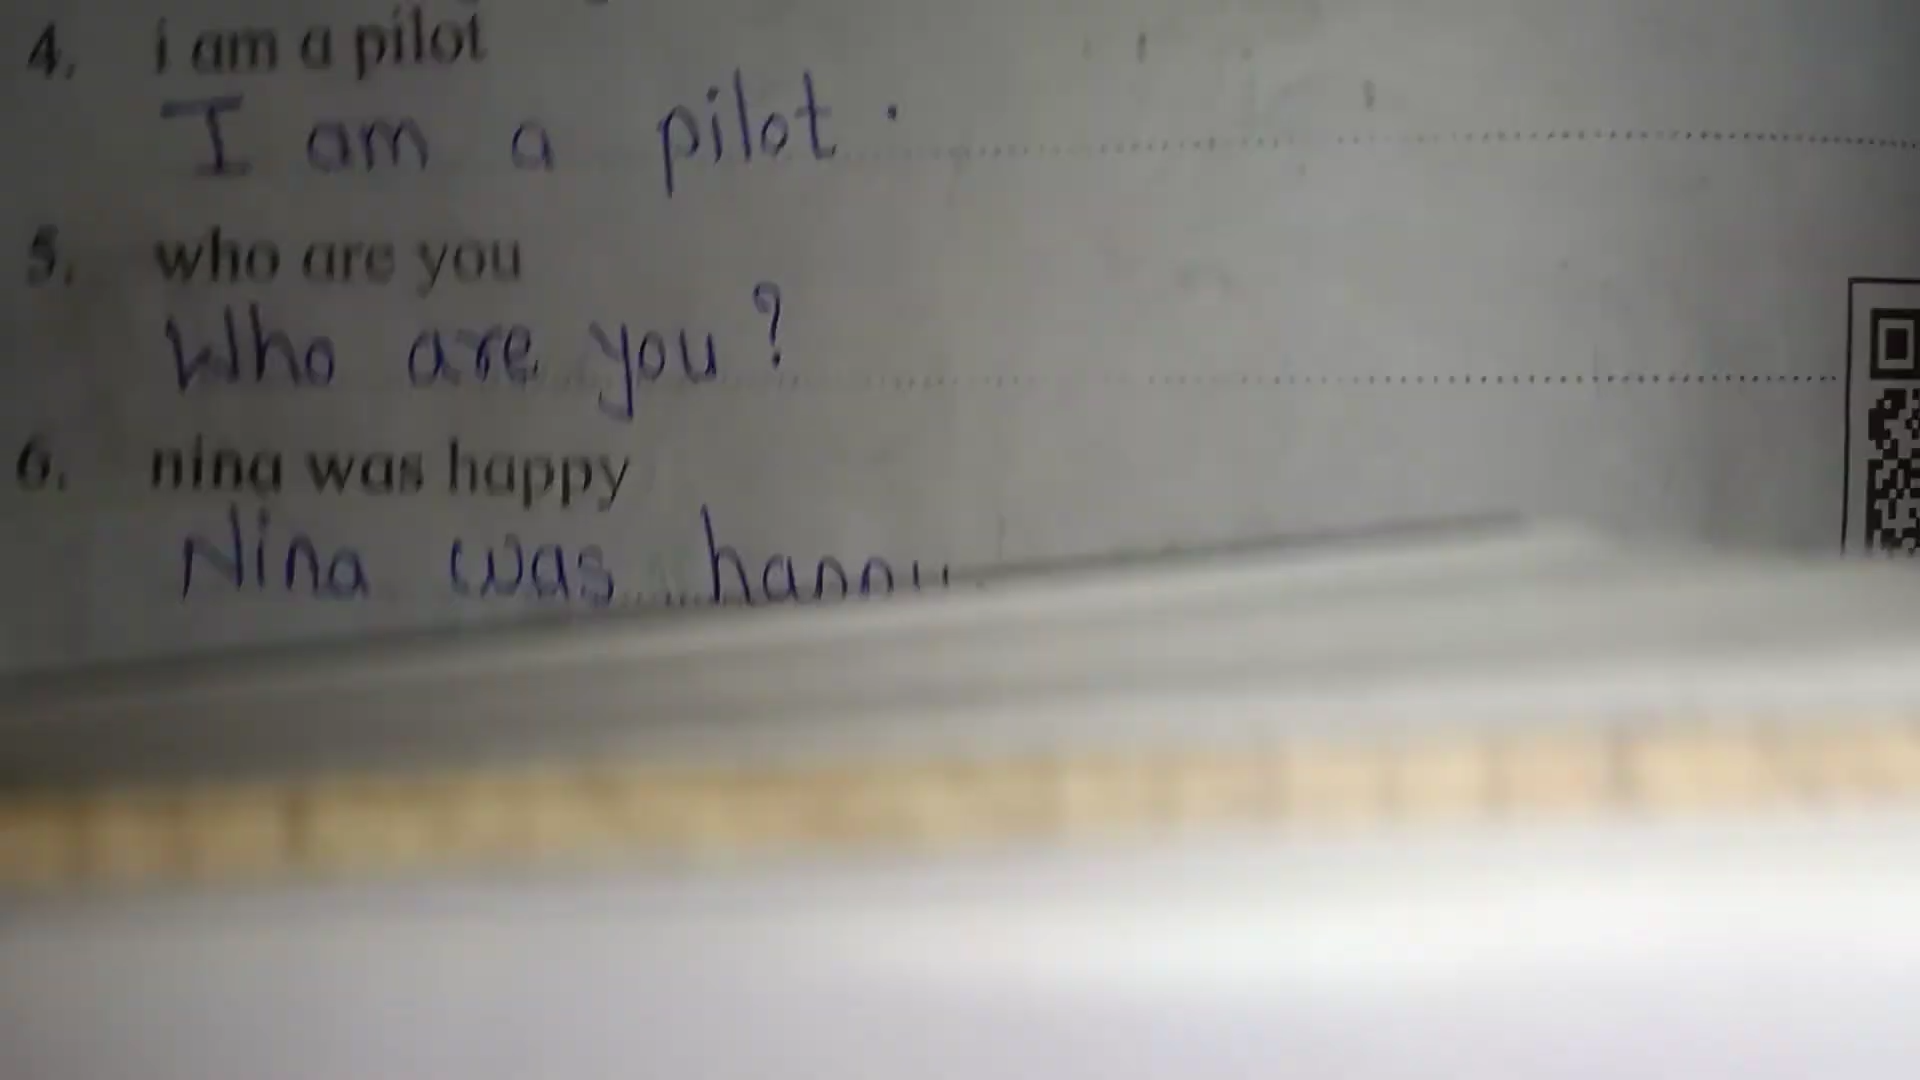 4. i am a pilot
I am a pilot.
5. who are you
Who are you?
6. nina was happy
Nina was